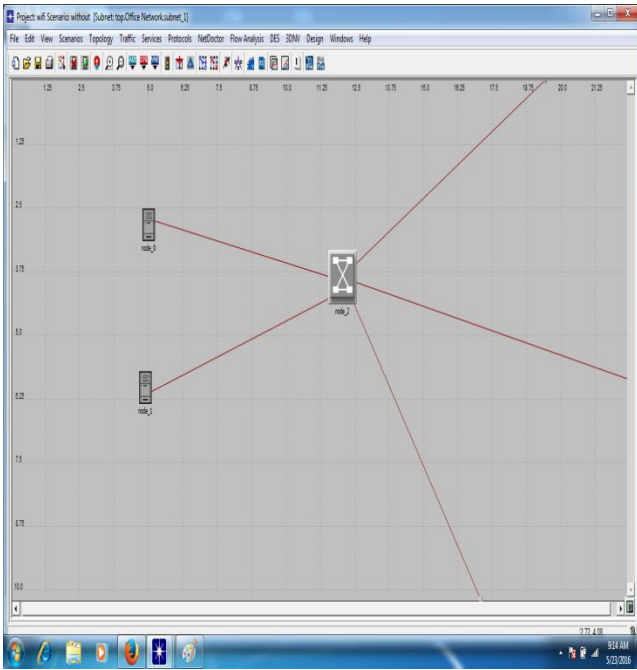 Project: wifi Scenario: without [Subnet: top.Office Network.subnet_1]
File Edit View Scenarios Topology Traffic Services Protocols NetDoctor Flow Analysis DES 3DNV Design Windows Help
1.25 2.5 3.75 5.0 6.25 7.5 8.75 10.0 11.25 12.5 13.75 15.0 16.25 17.5 18.75 20.0 21.25
1.25
2.5
node_0
3.75
node_2
5.0
6.25
node_1
7.5
8.75
10.0
9:14 AM
5/23/2016